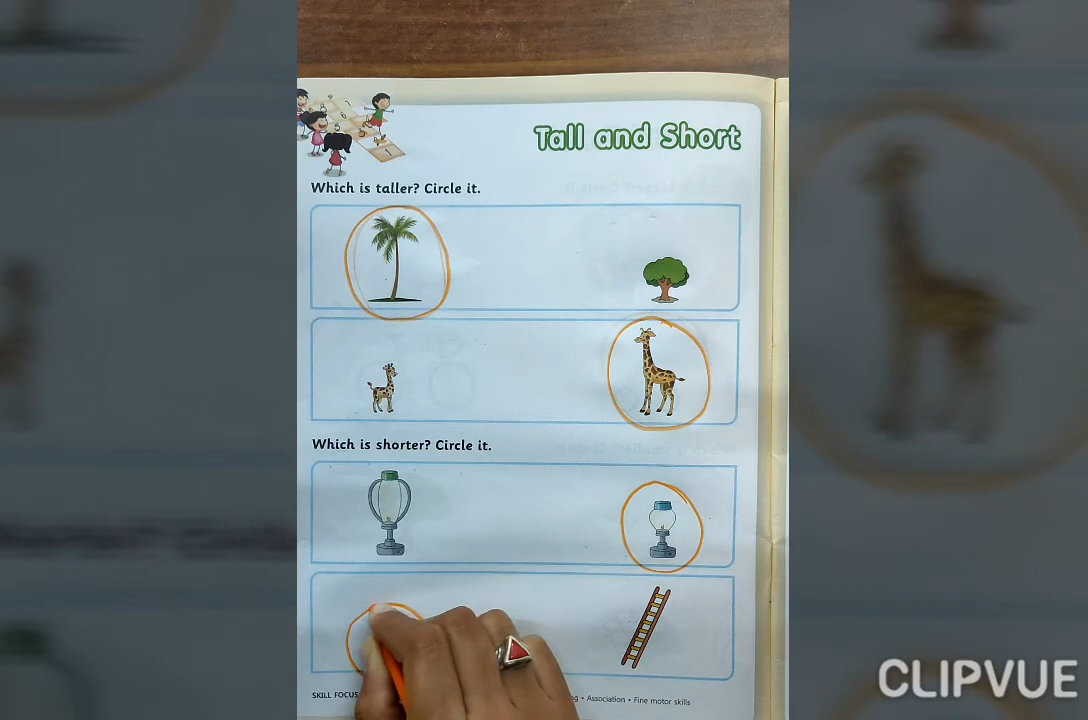 Tall and Short
Which is taller? Circle it.
Which is shorter? Circle it.
SKILL FOCUS
• Association • Fine motor skills
CLIPVUE